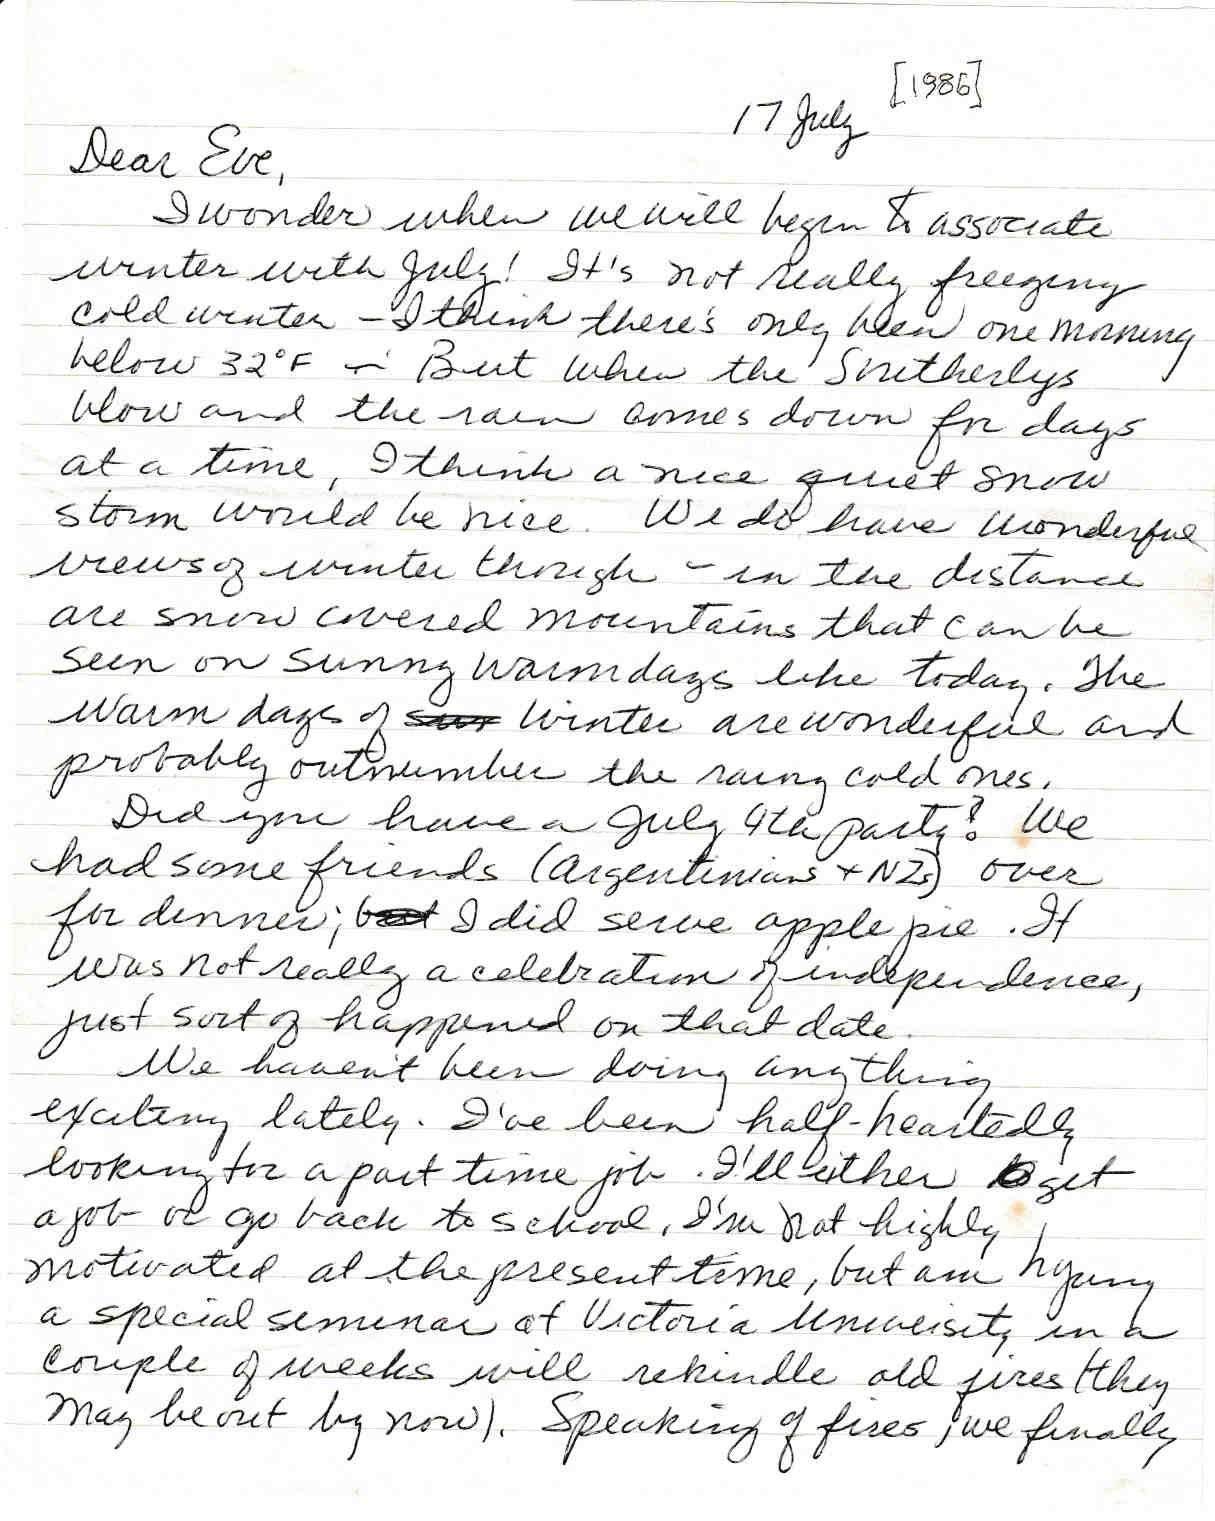 [1986]
17 July
Dear Eve,
I wonder when we will begin to associate
winter with July! It's not really freezing
cold winter - I think there's only been one morning
below 32°F - But when the Southerlys
blow and the rain comes down for days
at a time, I think a nice quiet snow
storm would be nice. We do have wonderful
views of winter though - in the distance
are snow covered mountains that can be
seen on sunny warm days like today. The
warm days of winter are wonderful and
probably outnumber the rainy cold ones.
Did you have a July 4th party? We
had some friends (Argentinians + NZs) over
for dinner; but I did serve apple pie. It
was not really a celebration of independence,
just sort of happened on that date.
We haven't been doing anything
exciting lately. I've been half-heartedly
looking for a part time job. I'll either get
a job or go back to school. I'm not highly
motivated at the present time, but am hoping
a special seminar at Victoria University in a
couple of weeks will rekindle old fires (they
may be out by now). Speaking of fires, we finally